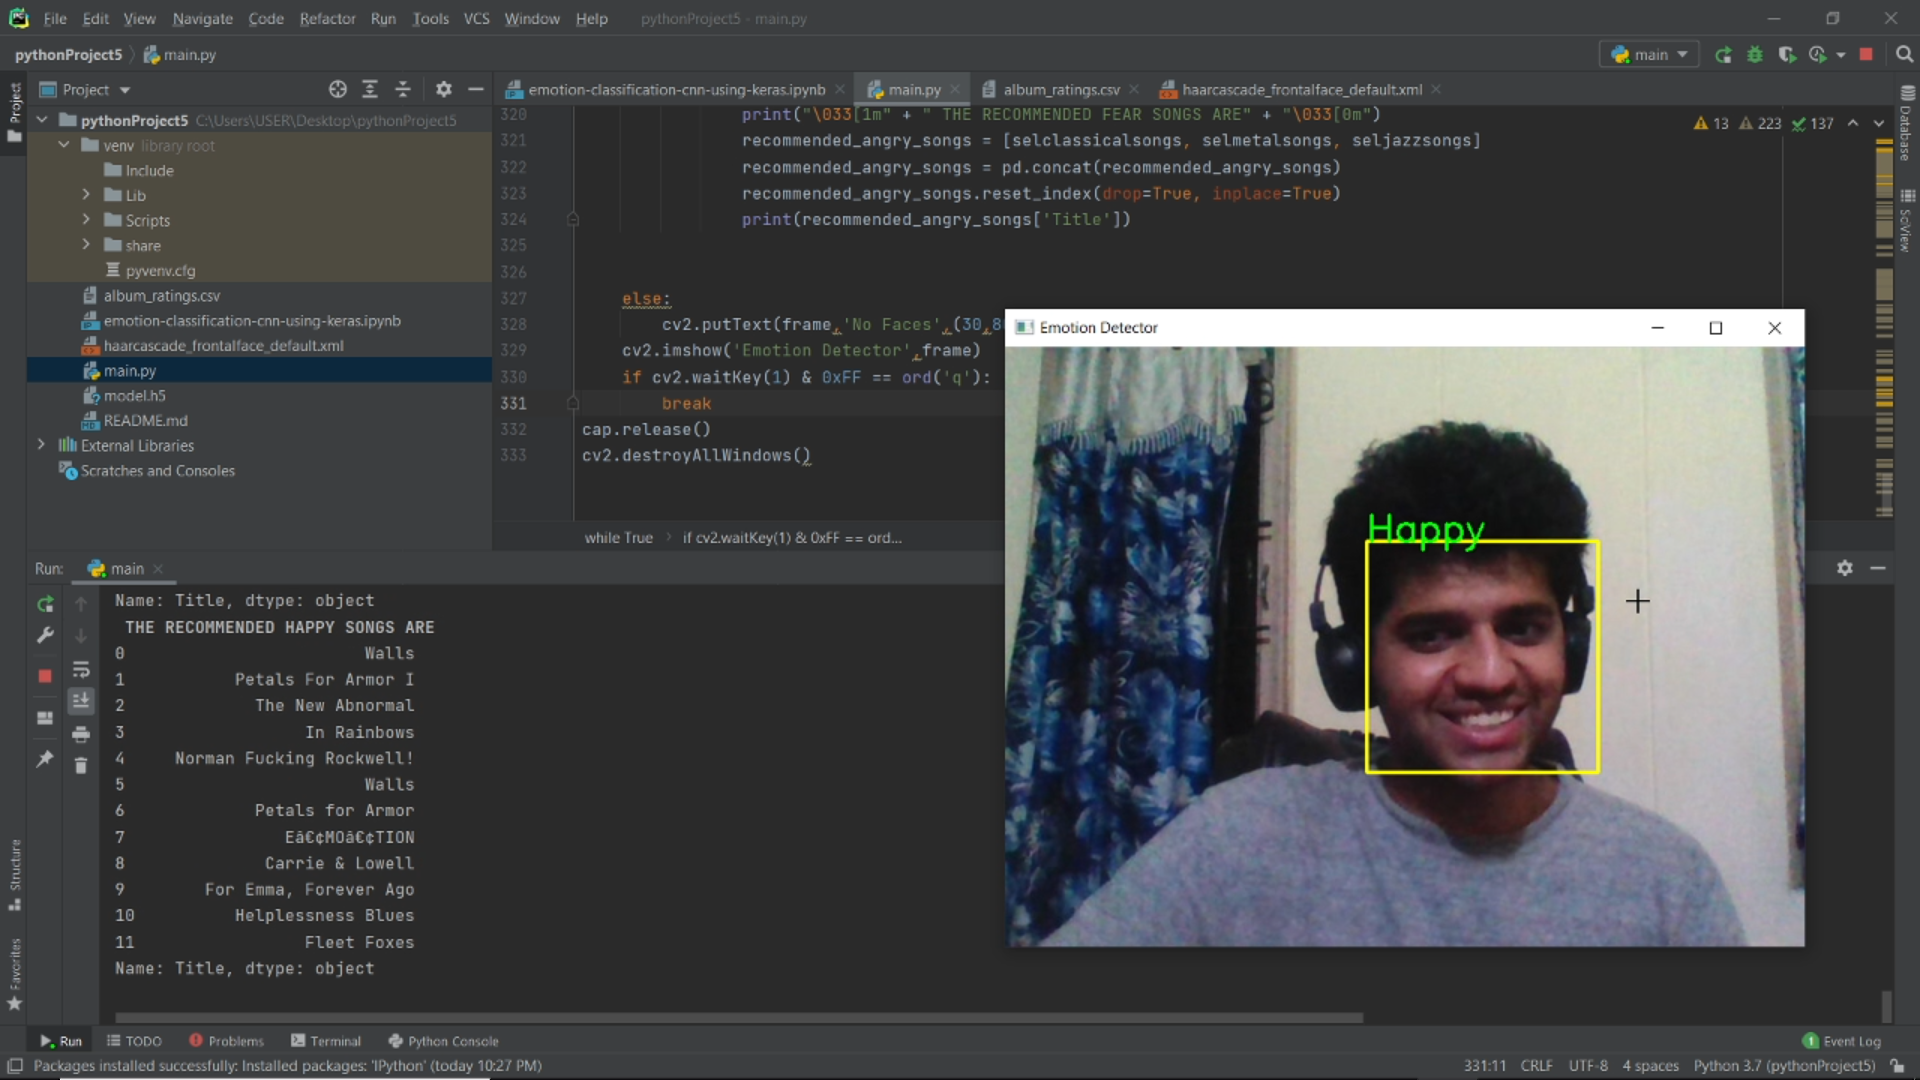 File Edit View Navigate Code Refactor Run Tools VCS Window Help pythonProject5 - main.py
pythonProject5 main.py
main
Project
emotion-classification-cnn-using-keras.ipynb
main.py
album_ratings.csv
haarcascade_frontalface_default.xml
Project
pythonProject5 C:\Users\USER\Desktop\pythonProject5
venv library root
Include
Lib
Scripts
share
pyvenv.cfg
album_ratings.csv
emotion-classification-cnn-using-keras.ipynb
haarcascade_frontalface_default.xml
main.py
model.h5
README.md
External Libraries
Scratches and Consoles
13 223 137
320 print("\033[1m" + " THE RECOMMENDED FEAR SONGS ARE" + "\033[0m")
321 recommended_angry_songs = [selclassicalsongs, selmetalsongs, seljazzsongs]
322 recommended_angry_songs = pd.concat(recommended_angry_songs)
323 recommended_angry_songs.reset_index(drop=True, inplace=True)
324 print(recommended_angry_songs['Title'])
325
326
327 else:
328 cv2.putText(frame,'No Faces',(30,8
329 cv2.imshow('Emotion Detector',frame)
330 if cv2.waitKey(1) & 0xFF == ord('q'):
331 break
332 cap.release()
333 cv2.destroyAllWindows()
while True if cv2.waitKey(1) & 0xFF == ord...
Database
SciView
Emotion Detector
Happy
Run: main
Name: Title, dtype: object
THE RECOMMENDED HAPPY SONGS ARE
0 Walls
1 Petals For Armor I
2 The New Abnormal
3 In Rainbows
4 Norman Fucking Rockwell!
5 Walls
6 Petals for Armor
7 Eâ€¢MOâ€¢TION
8 Carrie & Lowell
9 For Emma, Forever Ago
10 Helplessness Blues
11 Fleet Foxes
Name: Title, dtype: object
Structure
Favorites
Run TODO Problems Terminal Python Console 1 Event Log
Packages installed successfully: Installed packages: 'IPython' (today 10:27 PM) 331:11 CRLF UTF-8 4 spaces Python 3.7 (pythonProject5)